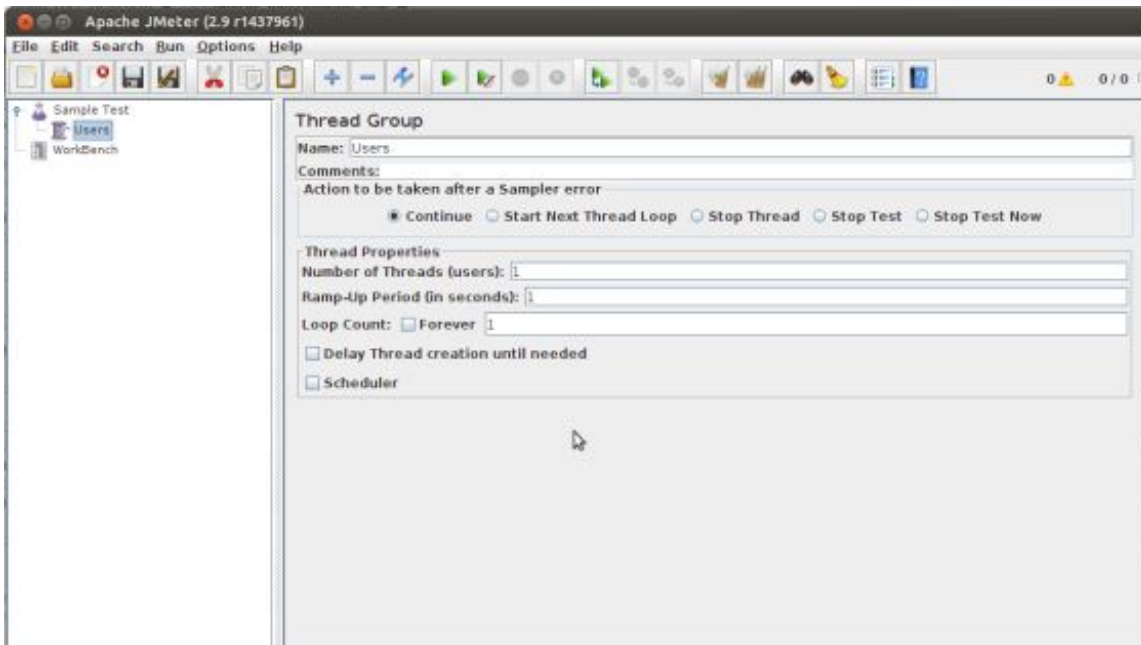 Apache JMeter (2.9 r1437961)
File Edit Search Run Options Help
0 0 / 0
Sample Test
Users
WorkBench
Thread Group
Name: Users
Comments:
Action to be taken after a Sampler error
Continue Start Next Thread Loop Stop Thread Stop Test Stop Test Now
Thread Properties
Number of Threads (users): 1
Ramp-Up Period (in seconds): 1
Loop Count: Forever 1
Delay Thread creation until needed
Scheduler